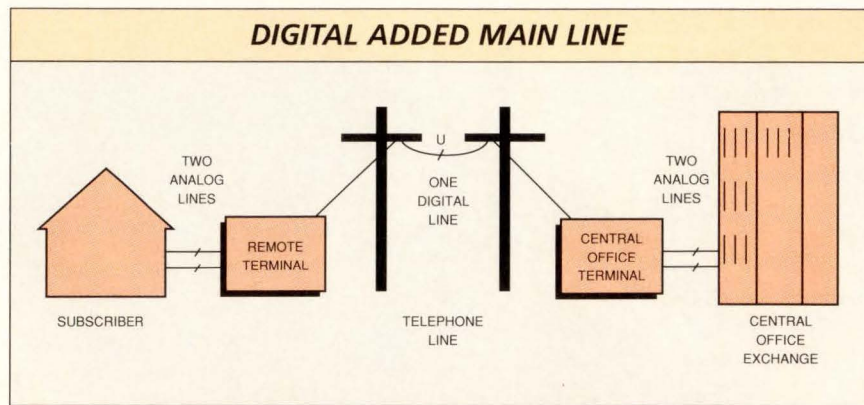 DIGITAL ADDED MAIN LINE
TWO
ANALOG
LINES
U
ONE
DIGITAL
LINE
TWO
ANALOG
LINES
REMOTE
TERMINAL
CENTRAL
OFFICE
TERMINAL
SUBSCRIBER
TELEPHONE
LINE
CENTRAL
OFFICE
EXCHANGE